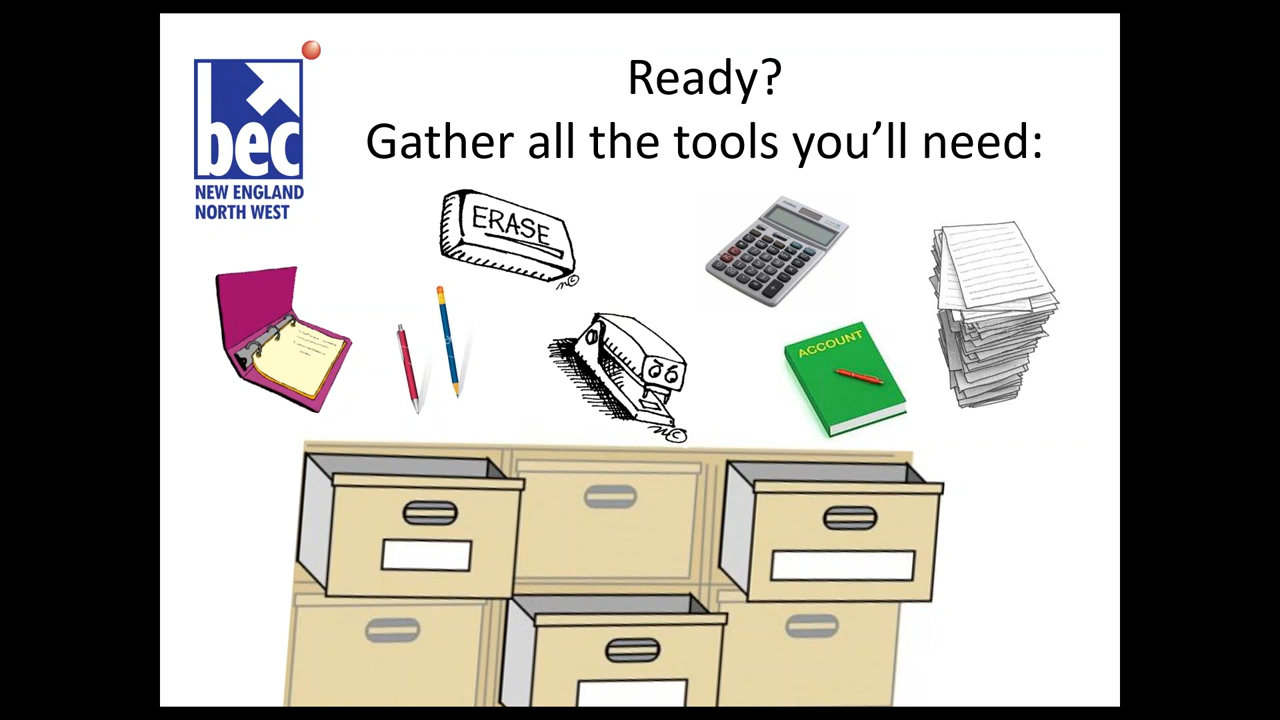 Ready?
Gather all the tools you'll need:
bec
NEW ENGLAND
NORTH WEST
ERASE
ACCOUNT